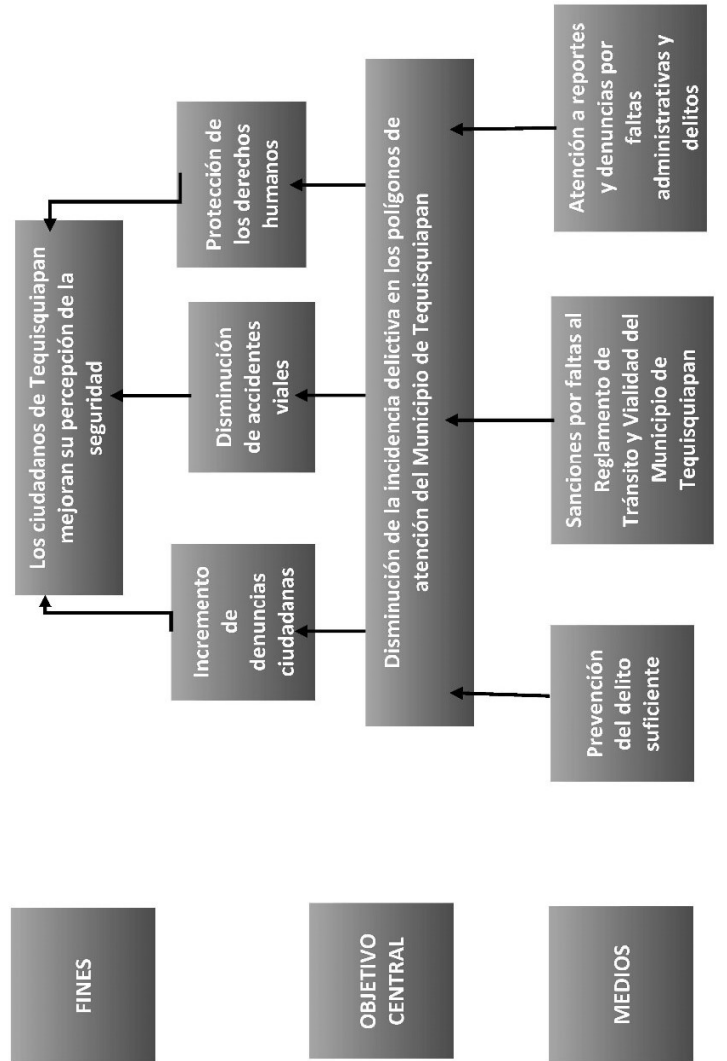 FINES
Los ciudadanos de Tequisquiapan
mejoran su percepción de la
seguridad
Incremento
de
denuncias
ciudadanas
Disminución
de accidentes
viales
Protección de
los derechos
humanos
OBJETIVO
CENTRAL
Disminución de la incidencia delictiva en los polígonos de
atención del Municipio de Tequisquiapan
MEDIOS
Prevención
del delito
suficiente
Sanciones por faltas al
Reglamento de
Tránsito y Vialidad del
Municipio de
Tequisquiapan
Atención a reportes
y denuncias por
faltas
administrativas y
delitos